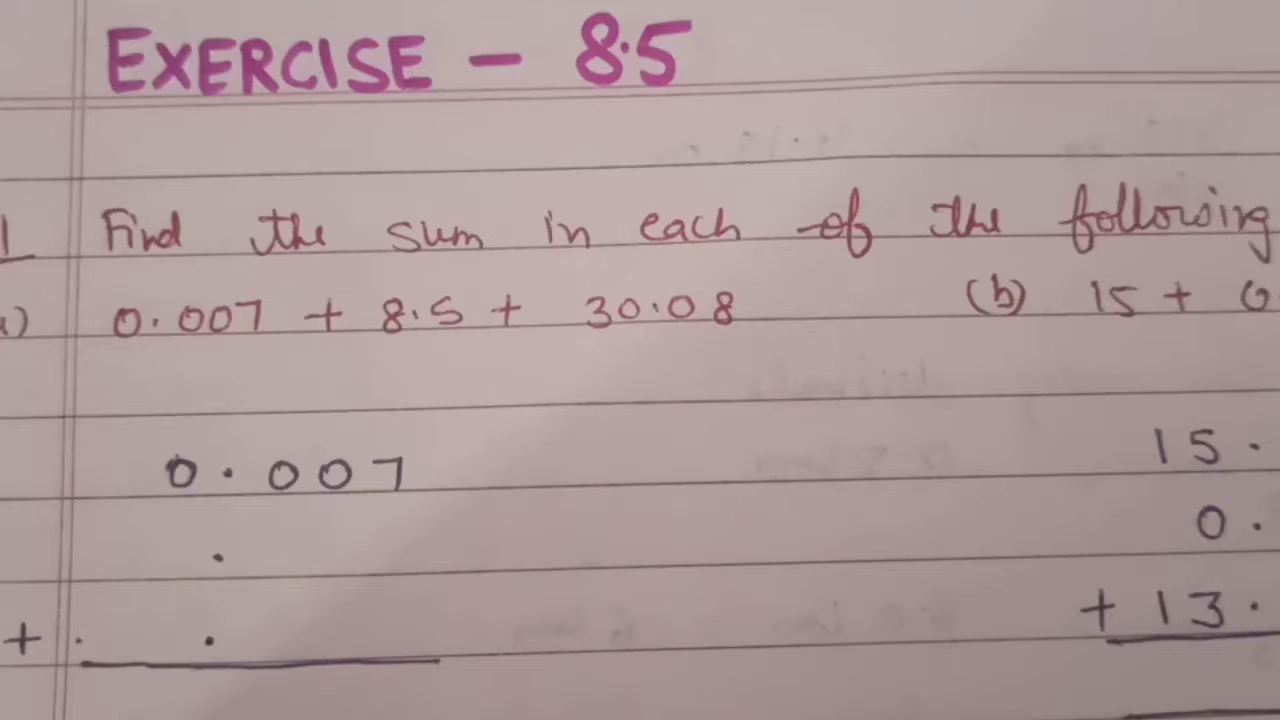 EXERCISE - 8.5
1 Find the sum in each of the following
a) 0.007 + 8.5 + 30.08 (b) 15 + 0
0.007 15.
. 0.
+ . + 13.